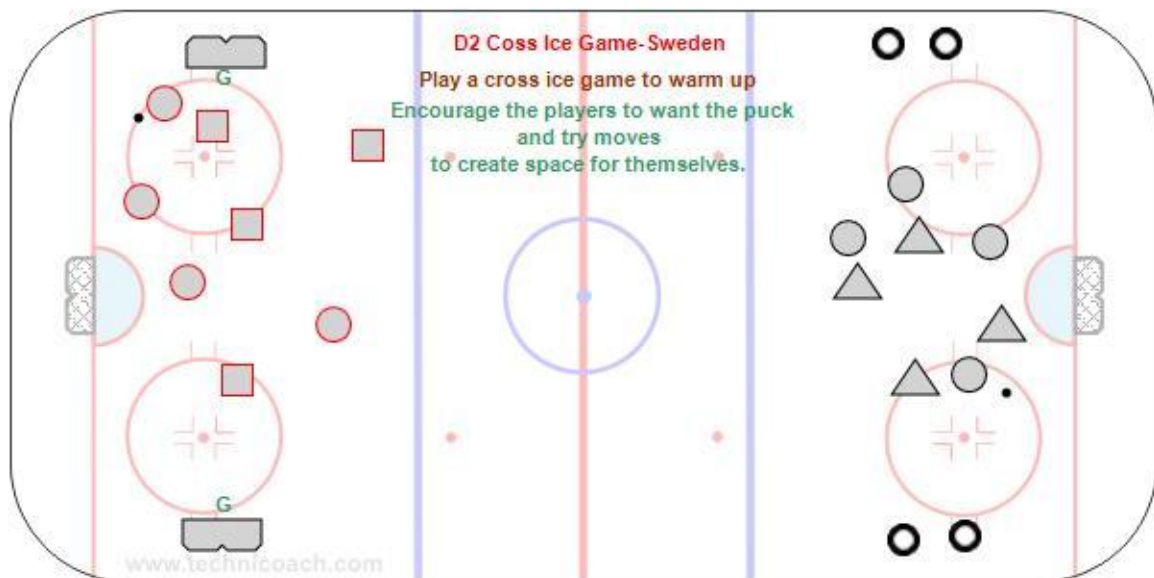 D2 Coss Ice Game-Sweden
Play a cross ice game to warm up
Encourage the players to want the puck
and try moves
to create space for themselves.
G
G
www.technicoach.com